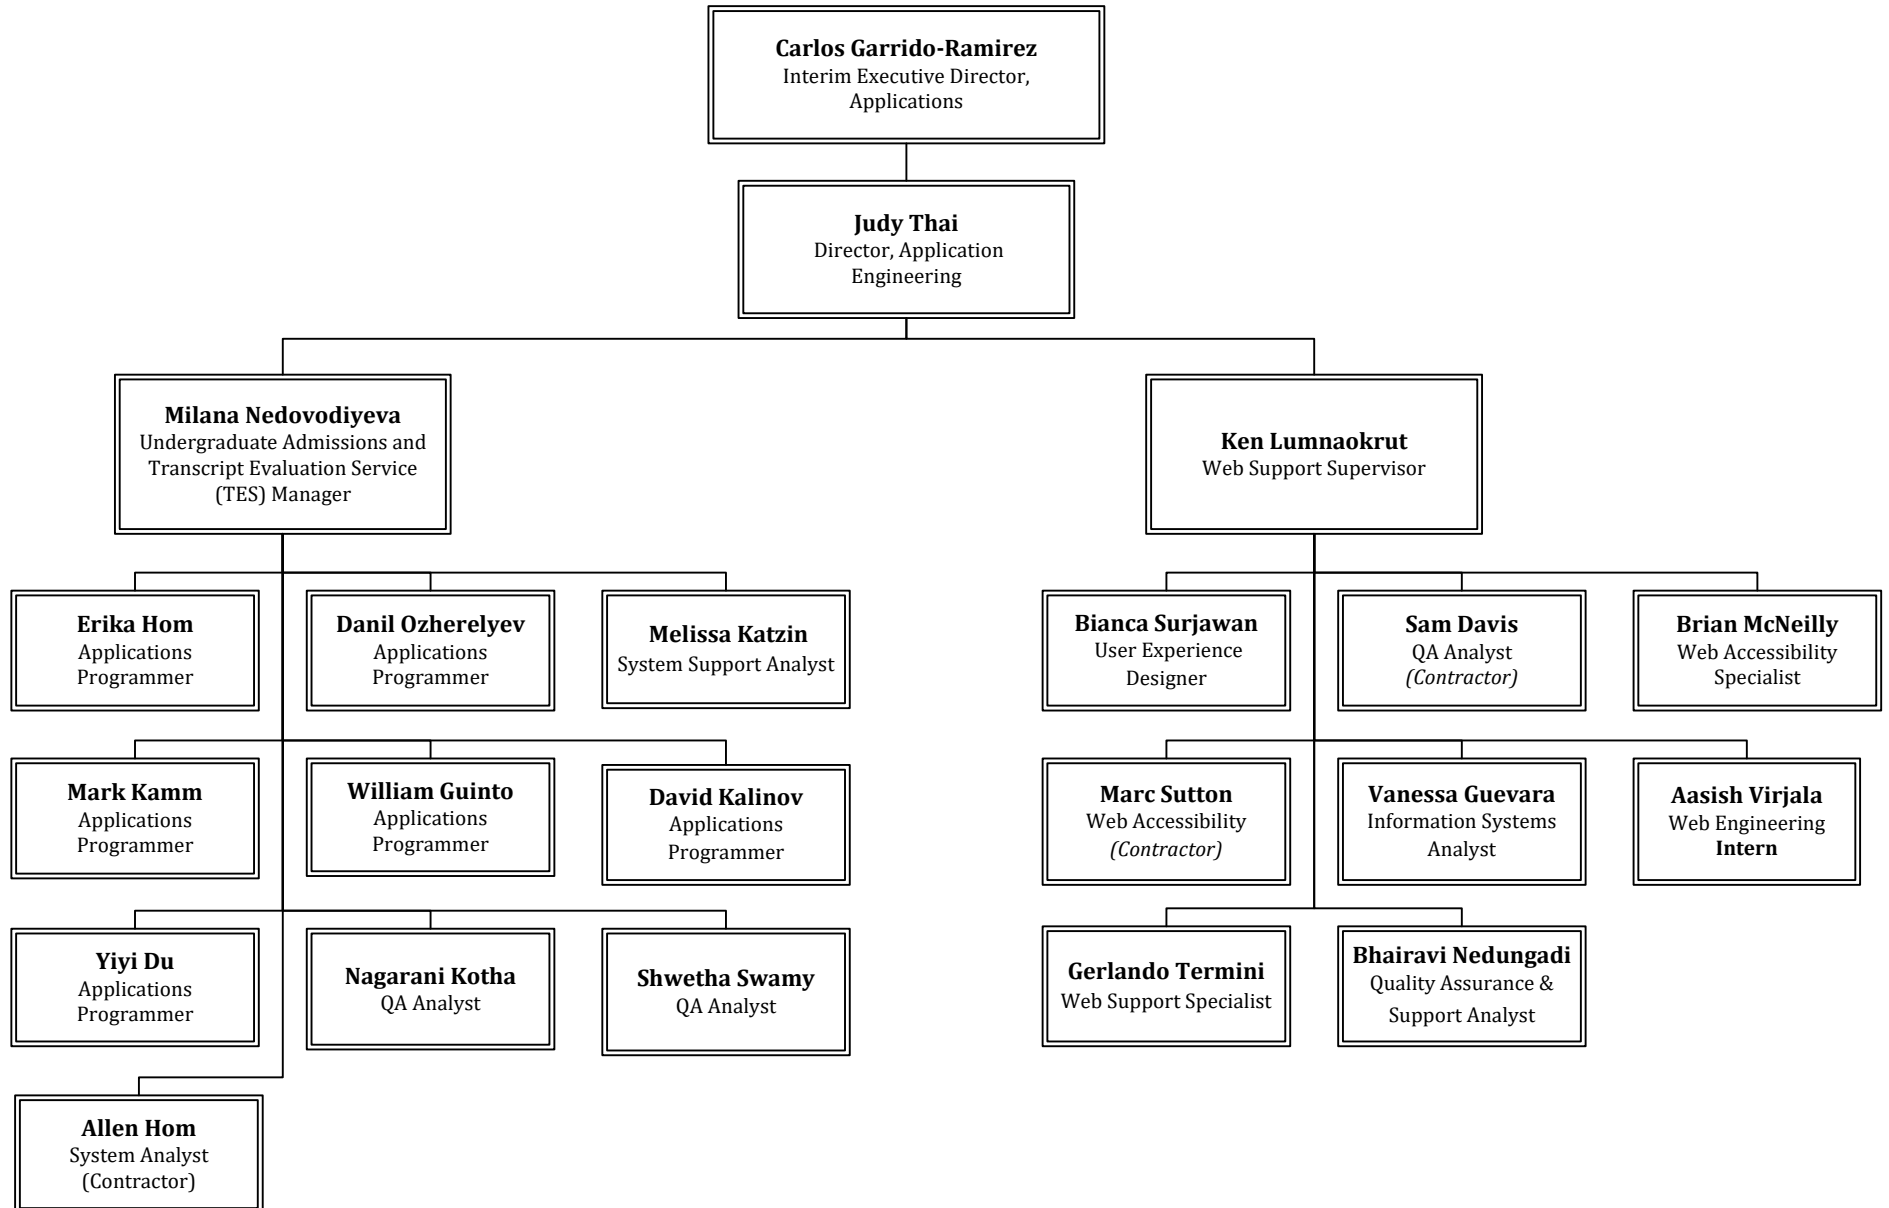 Carlos Garrido-Ramirez
Interim Executive Director,
Applications
Judy Thai
Director, Application
Engineering
Milana Nedovodiyeva
Undergraduate Admissions and
Transcript Evaluation Service
(TES) Manager
Ken Lumnaokrut
Web Support Supervisor
Erika Hom
Applications
Programmer
Danil Ozherelyev
Applications
Programmer
Melissa Katzin
System Support Analyst
Bianca Surjawan
User Experience
Designer
Sam Davis
QA Analyst
(Contractor)
Brian McNeilly
Web Accessibility
Specialist
Mark Kamm
Applications
Programmer
William Guinto
Applications
Programmer
David Kalinov
Applications
Programmer
Marc Sutton
Web Accessibility
(Contractor)
Vanessa Guevara
Information Systems
Analyst
Aasish Virjala
Web Engineering
Intern
Yiyi Du
Applications
Programmer
Nagarani Kotha
QA Analyst
Shwetha Swamy
QA Analyst
Gerlando Termini
Web Support Specialist
Bhairavi Nedungadi
Quality Assurance &
Support Analyst
Allen Hom
System Analyst
(Contractor)